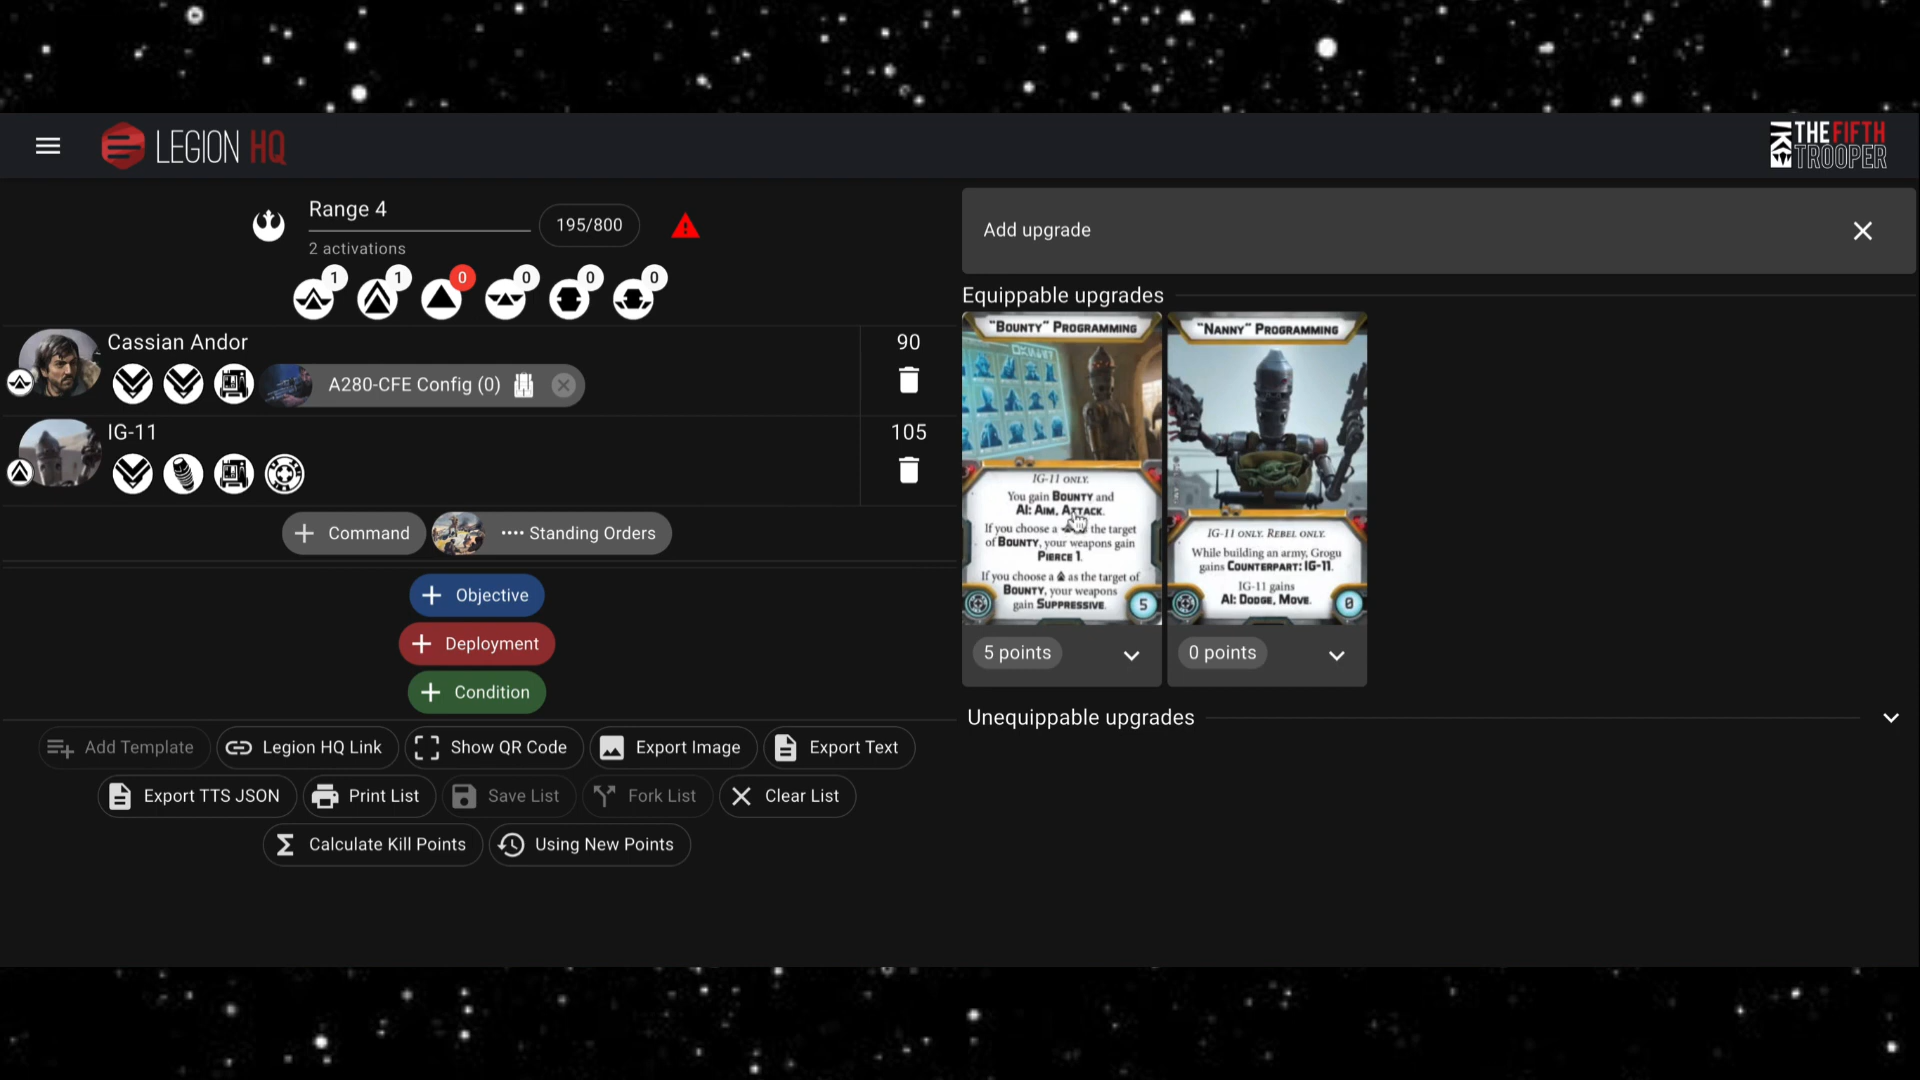 LEGION HQ
THE FIFTH
TROOPER
Range 4
195/800
2 activations
1
1
0
0
0
0
Cassian Andor
90
A280-CFE Config (0)
IG-11
105
Command
•••• Standing Orders
Objective
Deployment
Condition
Add Template
Legion HQ Link
Show QR Code
Export Image
Export Text
Export TTS JSON
Print List
Save List
Fork List
Clear List
Calculate Kill Points
Using New Points
Add upgrade
Equippable upgrades
"BOUNTY" PROGRAMMING
IG-11 ONLY.
You gain BOUNTY and
AI: AIM, ATTACK.
If you choose a the target
of BOUNTY, your weapons gain
PIERCE 1.
If you choose a as the target of
BOUNTY, your weapons
gain SUPPRESSIVE.
5
5 points
"NANNY" PROGRAMMING
IG-11 ONLY. REBEL ONLY.
While building an army, Grogu
gains COUNTERPART: IG-11.
IG-11 gains
AI: DODGE, MOVE.
0
0 points
Unequippable upgrades